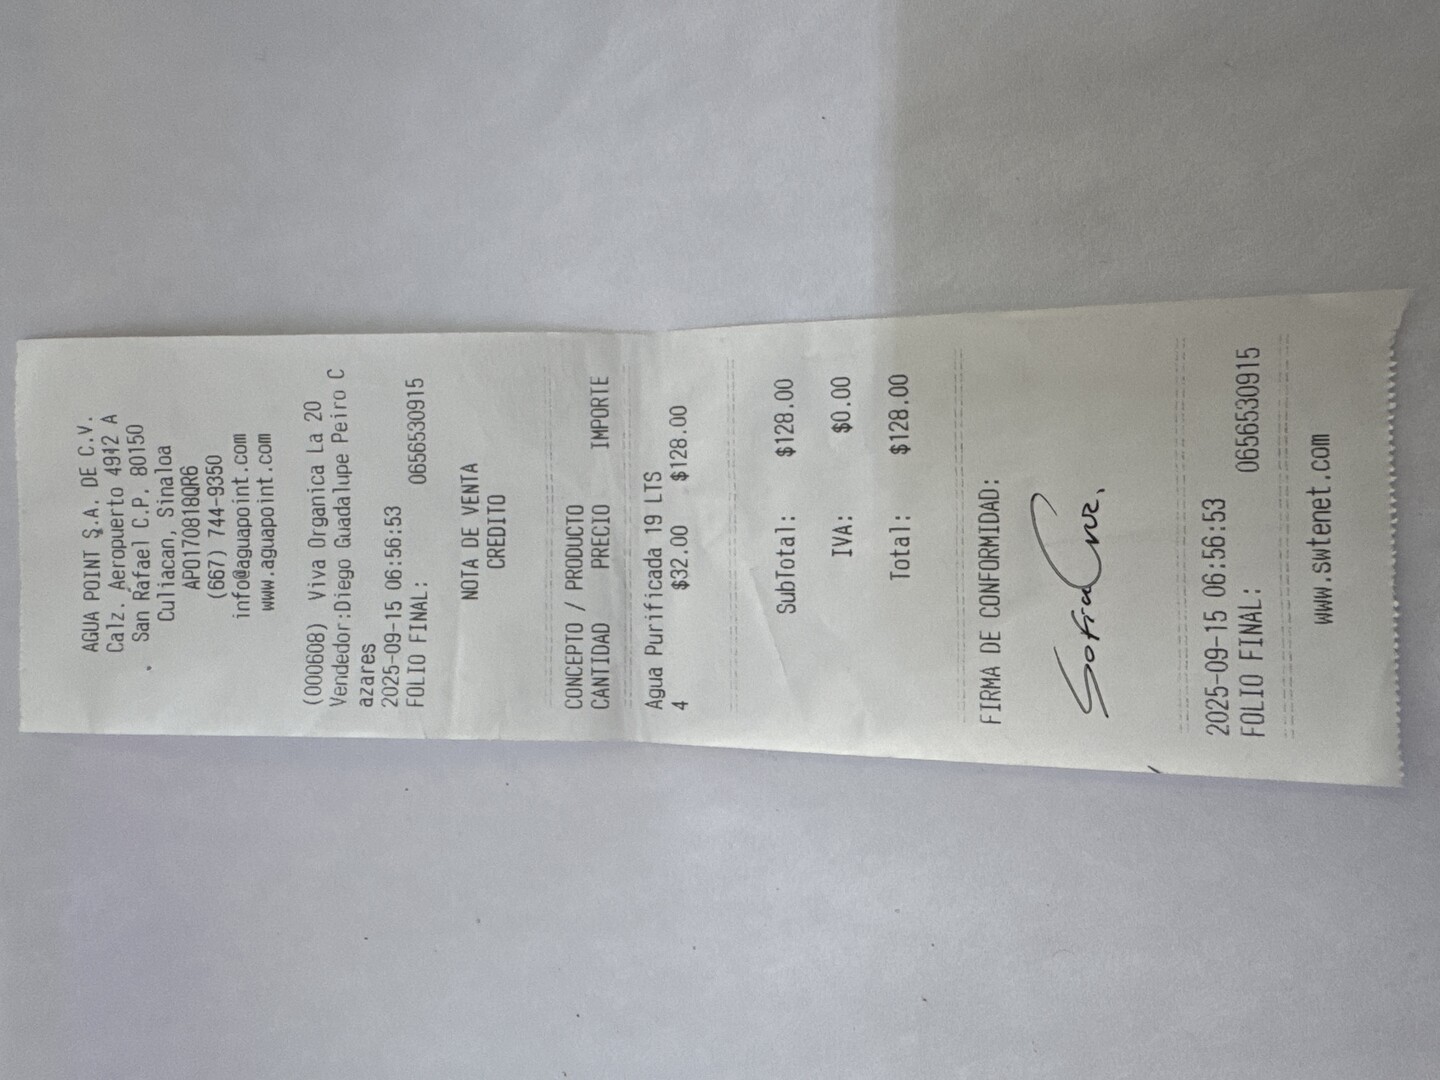 AGUA POINT S.A. DE C.V.
Calz. Aeropuerto 4912 A
San Rafael C.P. 80150
Culiacan, Sinaloa
APO170818QR6
(667) 744-9350
info@aguapoint.com
www.aguapoint.com
(000608) Viva Organica La 20
Vendedor:Diego Guadalupe Peiro C
azares
2025-09-15 06:56:53
FOLIO FINAL: 0656530915
NOTA DE VENTA
CREDITO
CONCEPTO / PRODUCTO
CANTIDAD PRECIO IMPORTE
Agua Purificada 19 LTS
4 $32.00 $128.00
SubTotal: $128.00
IVA: $0.00
Total: $128.00
FIRMA DE CONFORMIDAD:
Sofia Cruz.
2025-09-15 06:56:53
FOLIO FINAL: 0656530915
www.swtenet.com